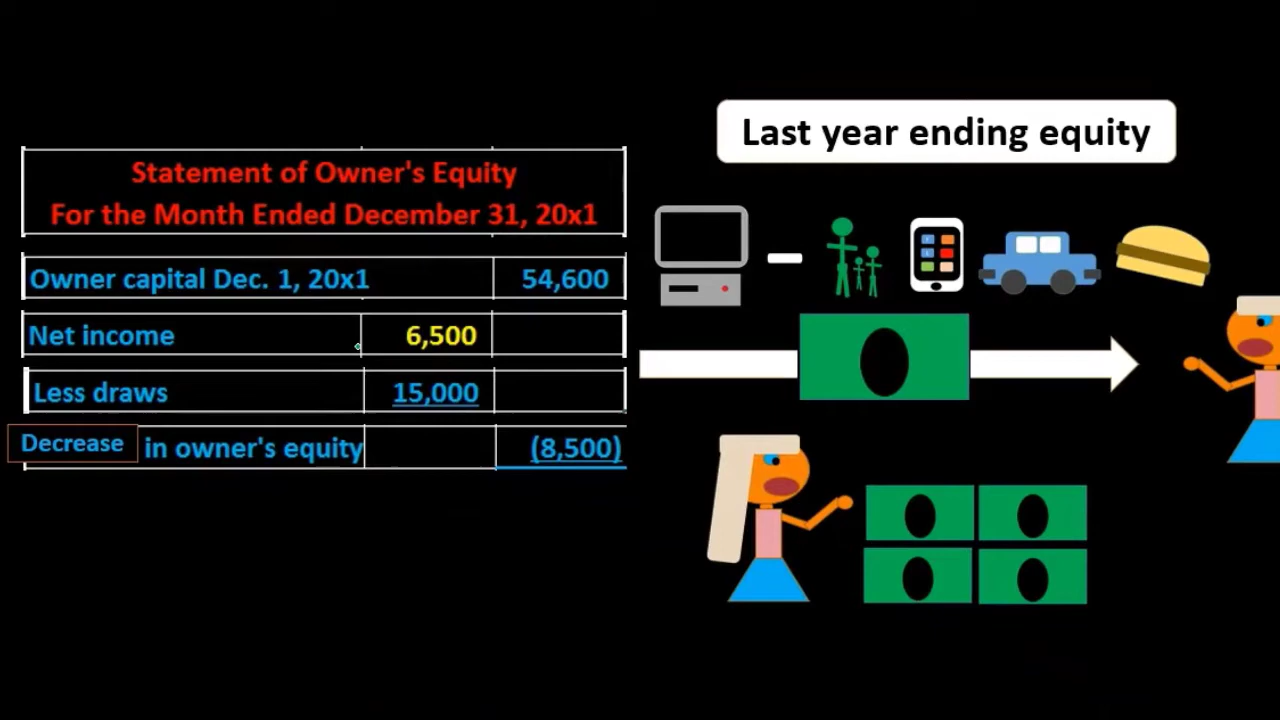 Last year ending equity
Statement of Owner's Equity
For the Month Ended December 31, 20x1
Owner capital Dec. 1, 20x1 54,600
Net income 6,500
Less draws 15,000
Decrease in owner's equity (8,500)